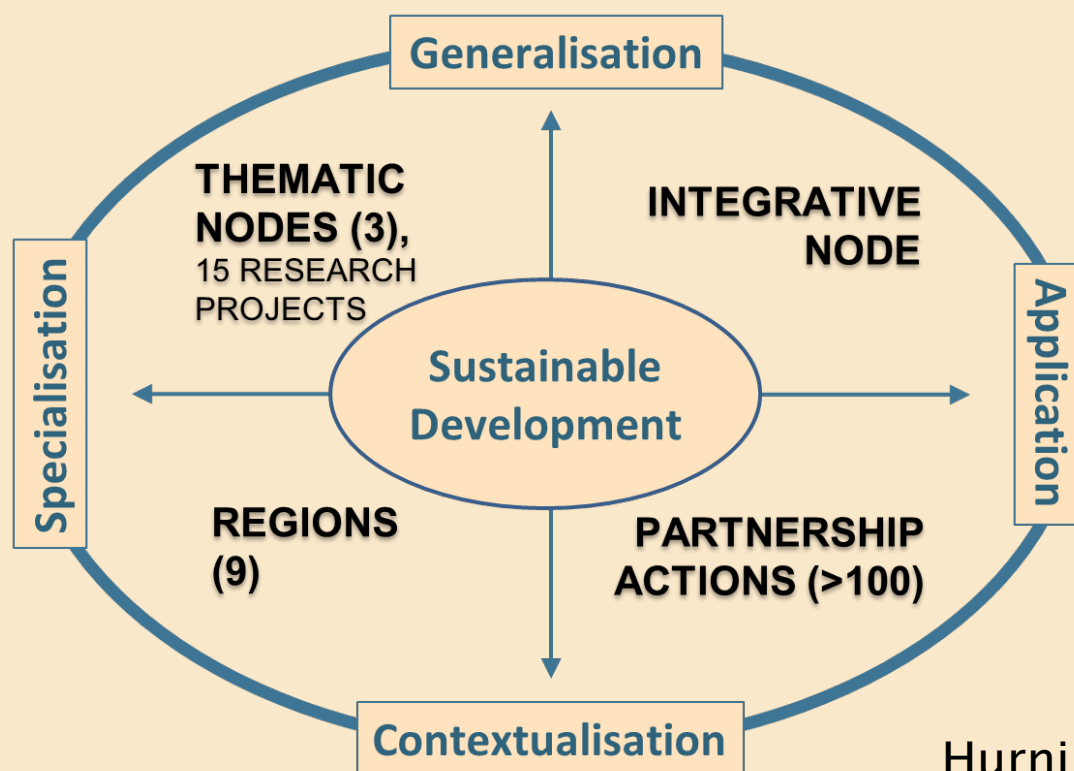 Generalisation
THEMATIC
NODES (3),
15 RESEARCH
PROJECTS
INTEGRATIVE
NODE
Specialisation
Sustainable
Development
Application
REGIONS
(9)
PARTNERSHIP
ACTIONS (>100)
Contextualisation
Hurni